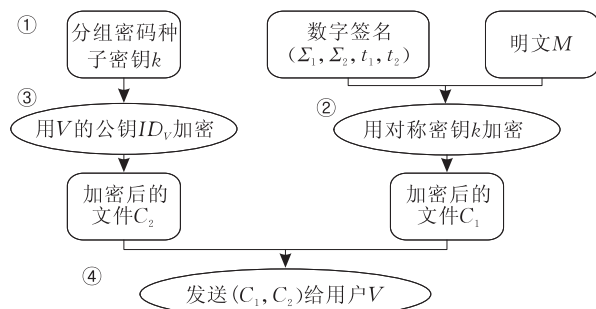 ①
分组密码种
子密钥k
数字签名
(Σ₁, Σ₂, t₁, t₂)
明文M
③
用V的公钥ID_V加密
②
用对称密钥k加密
加密后的
文件C₂
加密后的
文件C₁
④
发送(C₁, C₂)给用户V